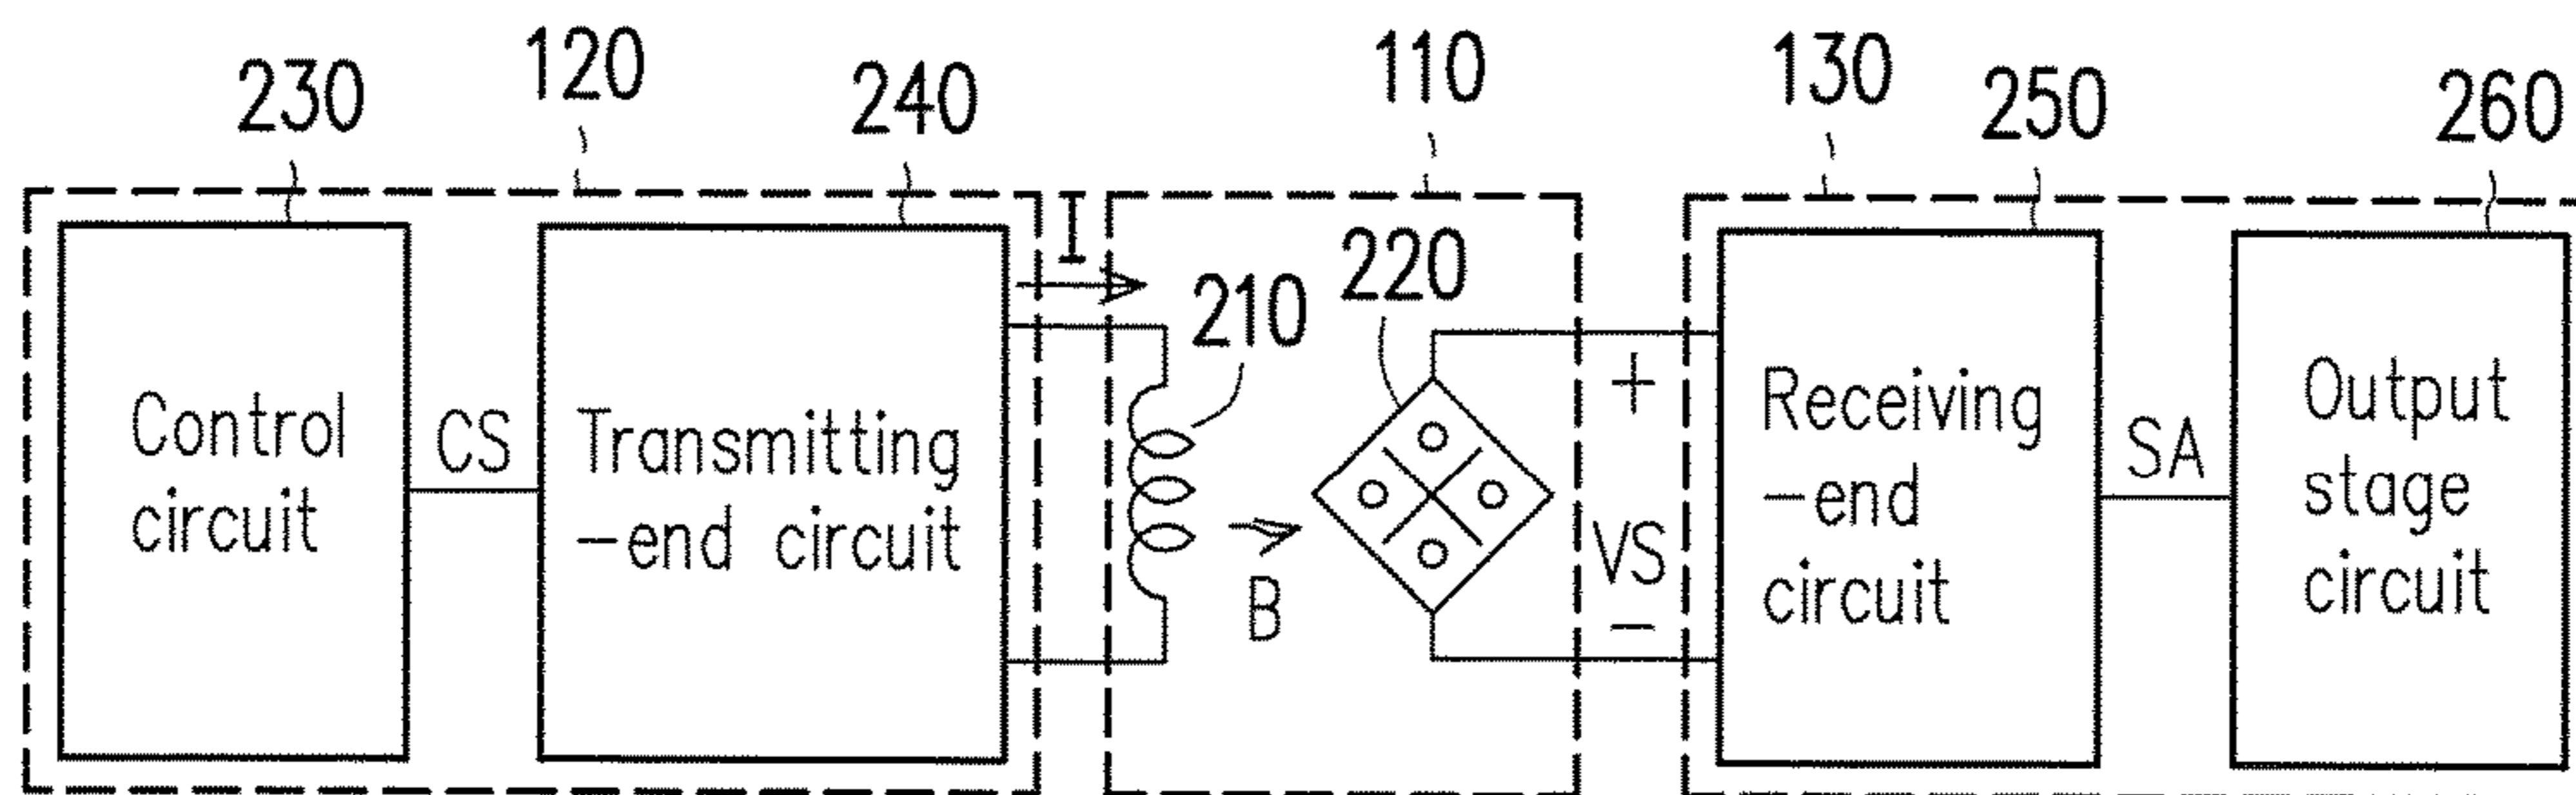 230
120
240
110
130
250
260
I
210
220
Control
circuit
CS
Transmitting
-end circuit
B
+
VS
-
Receiving
-end
circuit
SA
Output
stage
circuit